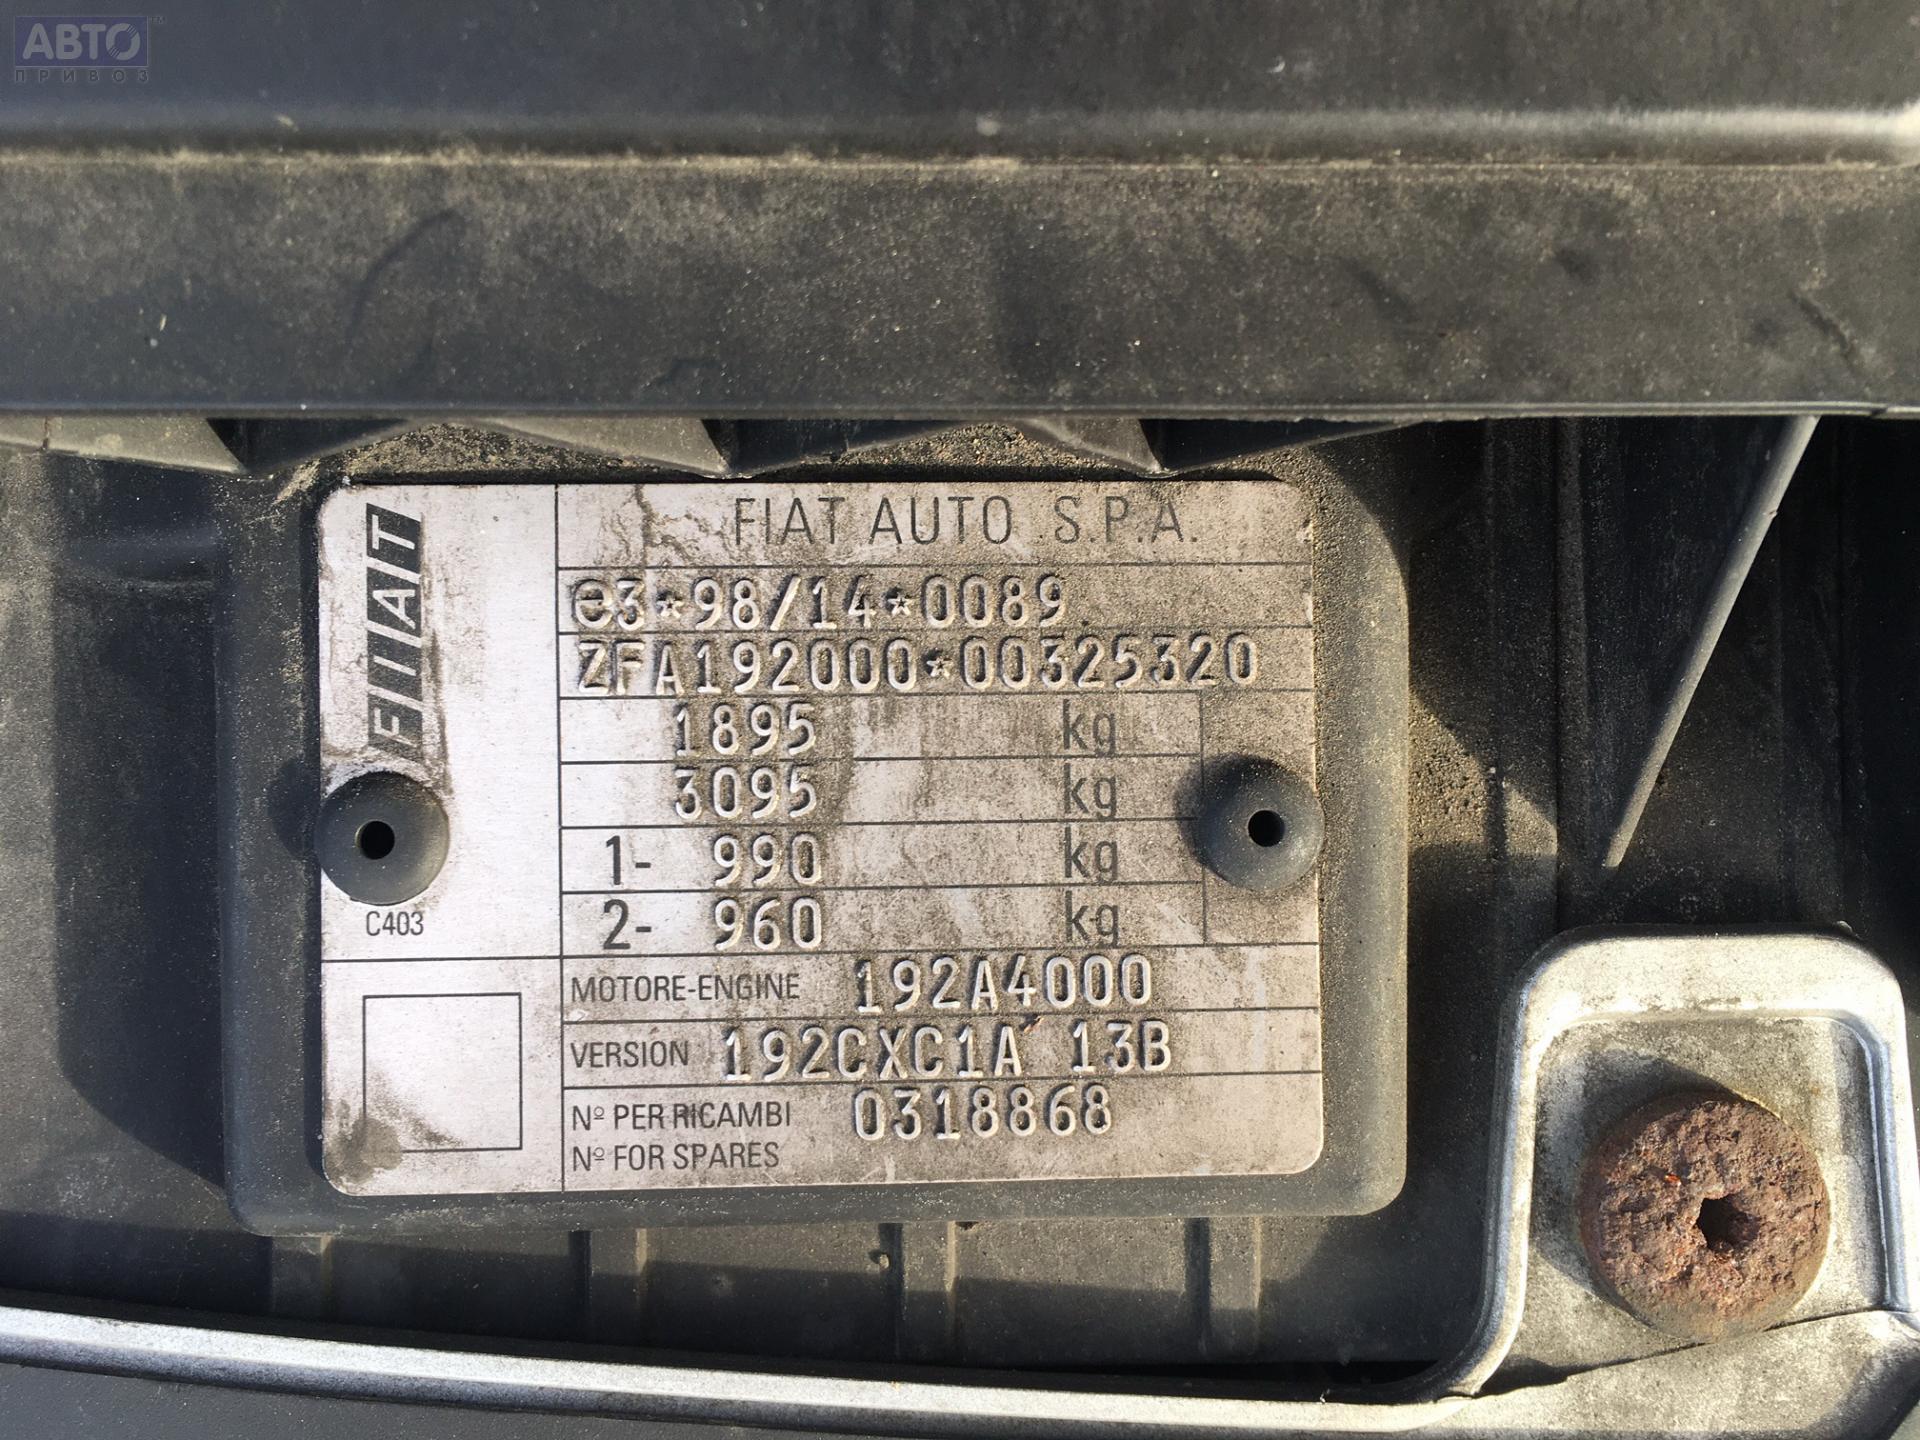 АВТО™
ПРИВОЗ
FIAT
FIAT AUTO S.P.A.
e3*98/14*0089
ZFA192000*00325320
1895 kg
3095 kg
1- 990 kg
2- 960 kg
C403
MOTORE-ENGINE 192A4000
VERSION 192CXC1A 13B
Nº PER RICAMBI 0318868
Nº FOR SPARES